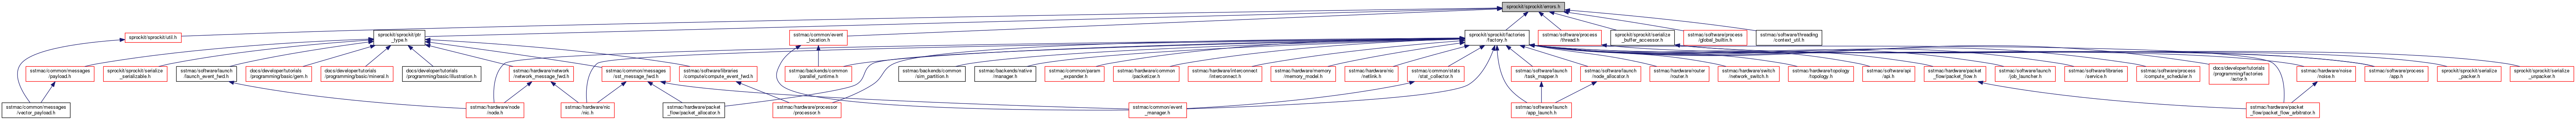 sprockit/sprockit/errors.h
sprockit/sprockit/util.h
sprockit/sprockit/ptr
_type.h
sstmac/common/event
_location.h
sprockit/sprockit/factories
/factory.h
sstmac/software/process
/thread.h
sprockit/sprockit/serialize
_buffer_accessor.h
sstmac/software/process
/global_builtin.h
sstmac/software/threading
/context_util.h
sstmac/common/messages
/payload.h
sprockit/sprockit/serialize
_serializable.h
sstmac/software/launch
/launch_event_fwd.h
docs/developer/tutorials
/programming/basic/gem.h
docs/developer/tutorials
/programming/basic/mineral.h
docs/developer/tutorials
/programming/basic/illustration.h
sstmac/hardware/network
/network_message_fwd.h
sstmac/common/messages
/sst_message_fwd.h
sstmac/software/libraries
/compute/compute_event_fwd.h
sstmac/backends/common
/parallel_runtime.h
sstmac/backends/common
/sim_partition.h
sstmac/backends/native
/manager.h
sstmac/common/param
_expander.h
sstmac/hardware/common
/packetizer.h
sstmac/hardware/interconnect
/interconnect.h
sstmac/hardware/memory
/memory_model.h
sstmac/hardware/nic
/netlink.h
sstmac/common/stats
/stat_collector.h
sstmac/software/launch
/task_mapper.h
sstmac/software/launch
/node_allocator.h
sstmac/hardware/router
/router.h
sstmac/hardware/switch
/network_switch.h
sstmac/hardware/topology
/topology.h
sstmac/software/api
/api.h
sstmac/hardware/packet
_flow/packet_flow.h
sstmac/software/launch
/job_launcher.h
sstmac/software/libraries
/service.h
sstmac/software/process
/compute_scheduler.h
docs/developer/tutorials
/programming/factories
/actor.h
sstmac/hardware/noise
/noise.h
sstmac/software/process
/app.h
sprockit/sprockit/serialize
_packer.h
sprockit/sprockit/serialize
_unpacker.h
sstmac/common/messages
/vector_payload.h
sstmac/hardware/node
/node.h
sstmac/hardware/nic
/nic.h
sstmac/hardware/packet
_flow/packet_allocator.h
sstmac/hardware/processor
/processor.h
sstmac/common/event
_manager.h
sstmac/software/launch
/app_launch.h
sstmac/hardware/packet
_flow/packet_flow_arbitrator.h